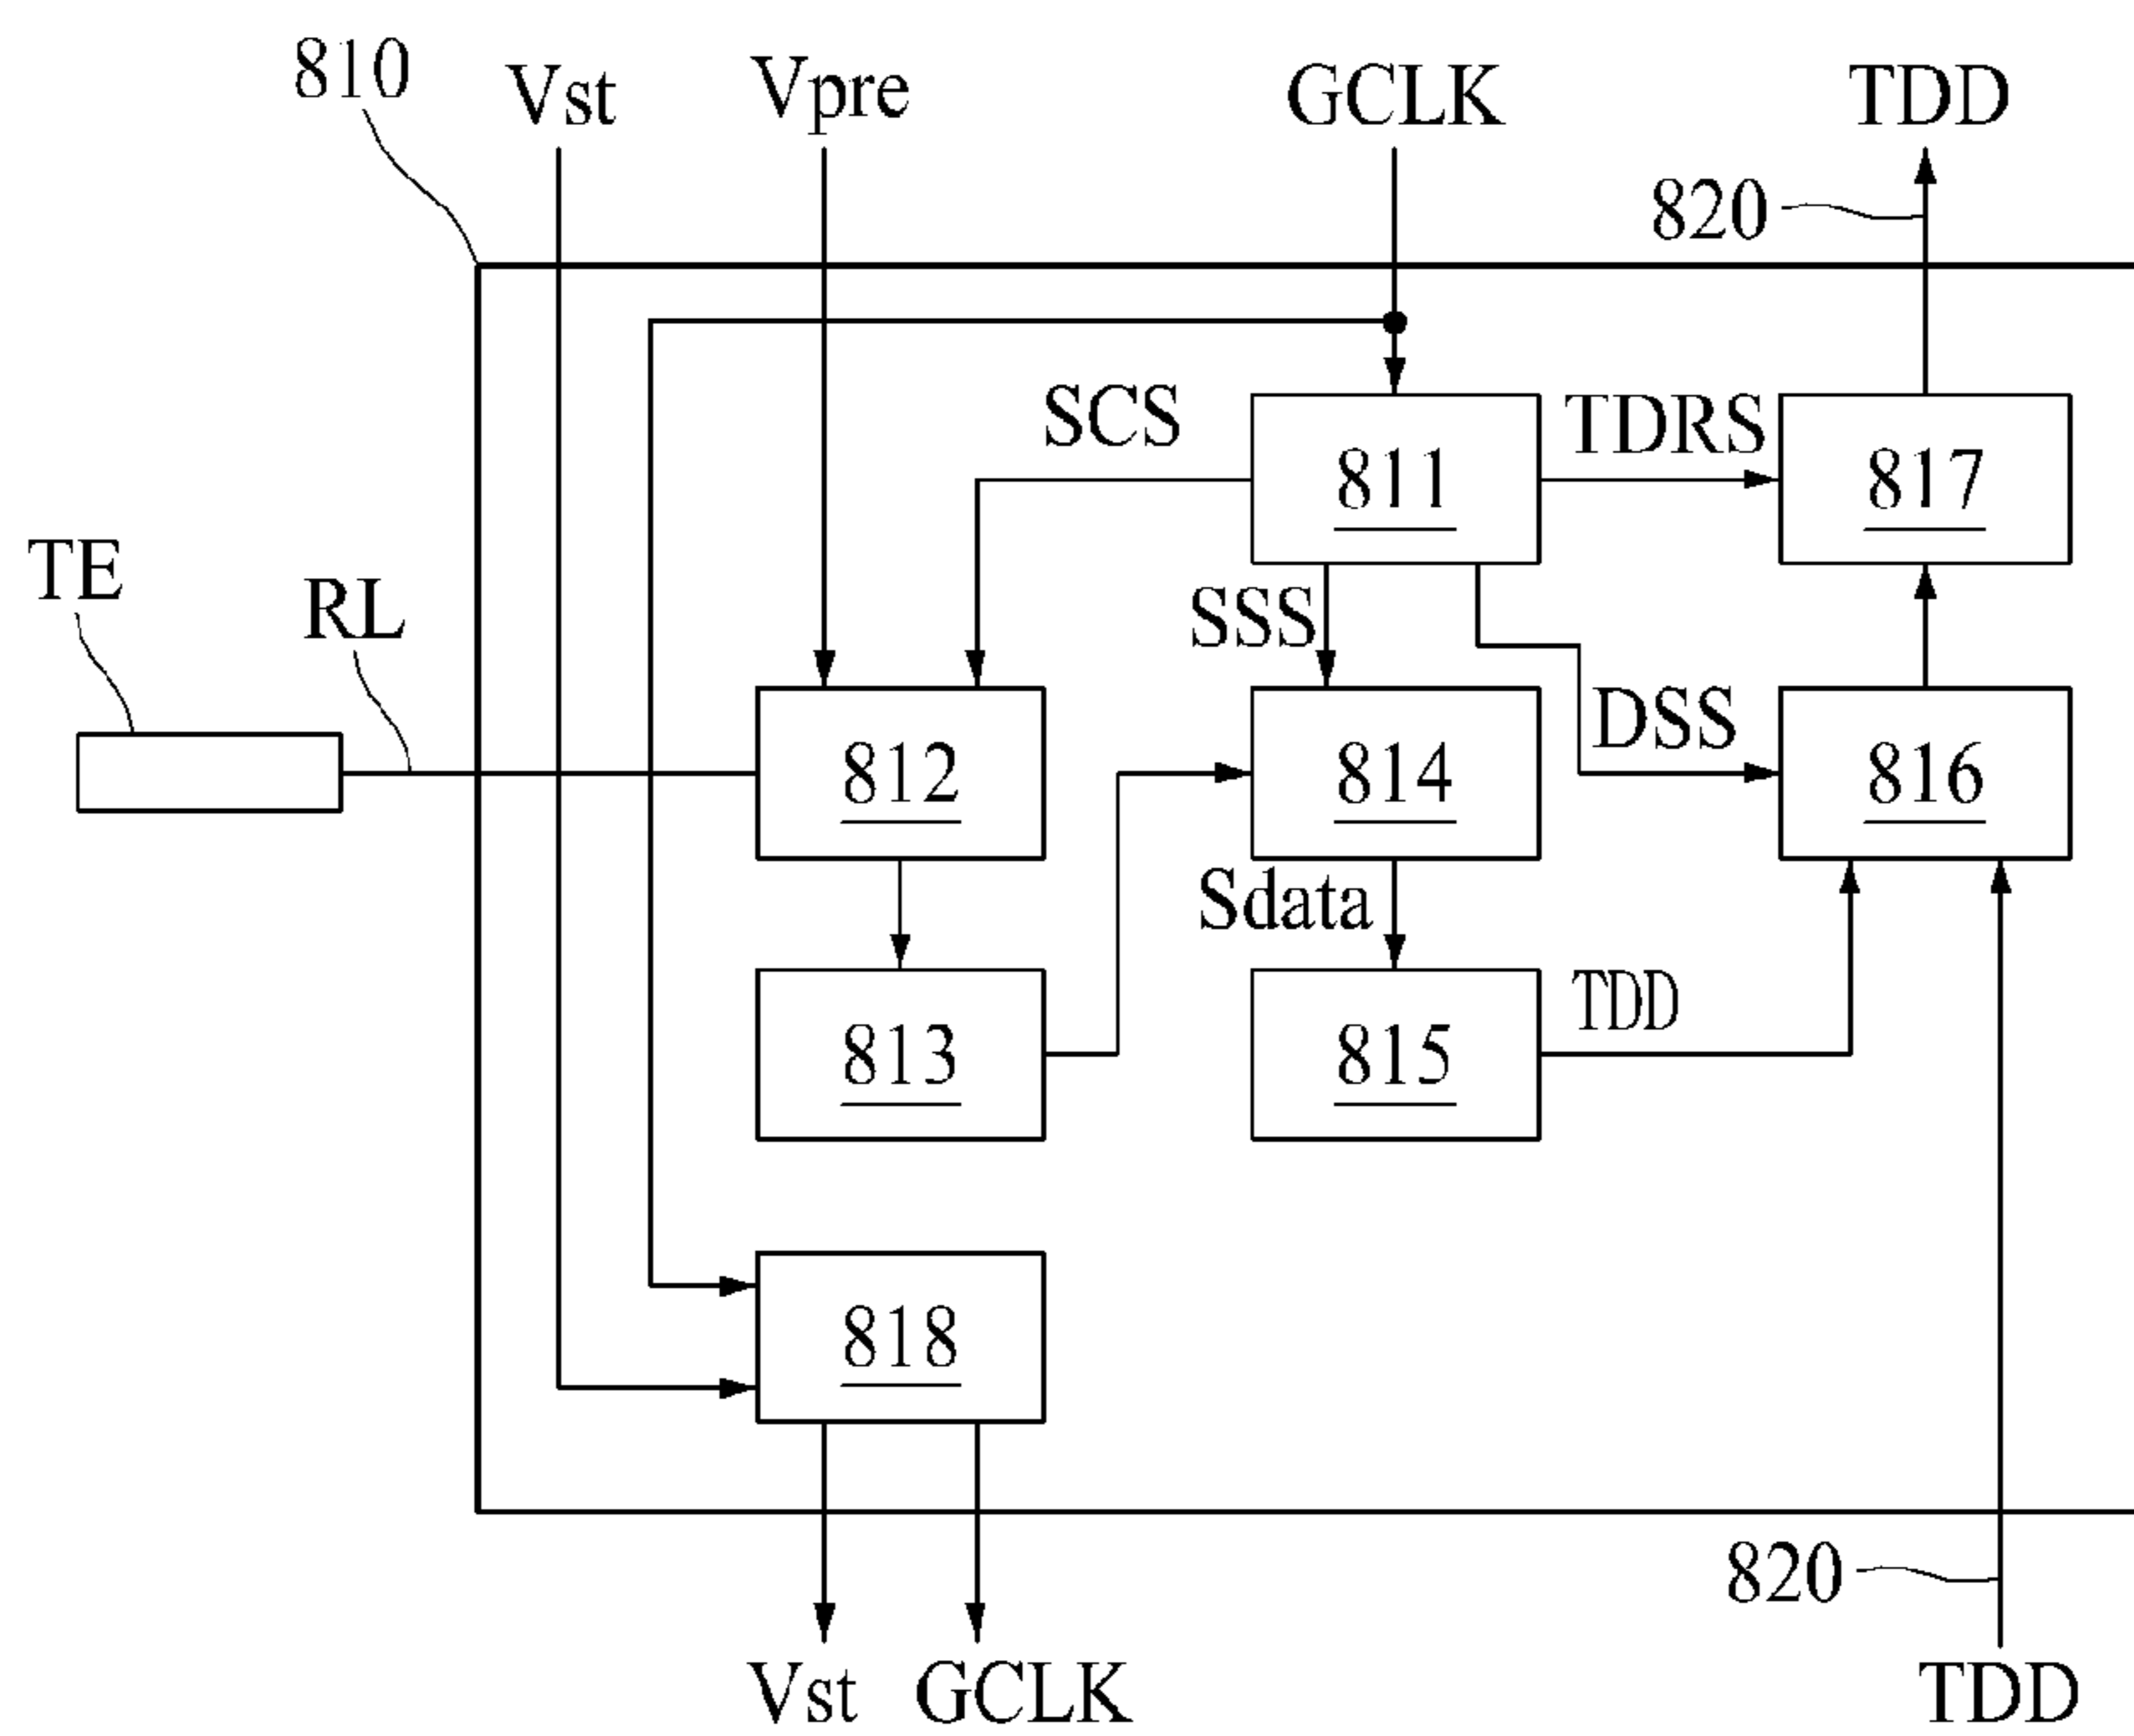 810
Vst
Vpre
GCLK
TDD
820
SCS
811
TDRS
817
TE
RL
SSS
DSS
812
814
816
Sdata
813
815
TDD
818
820
Vst
GCLK
TDD